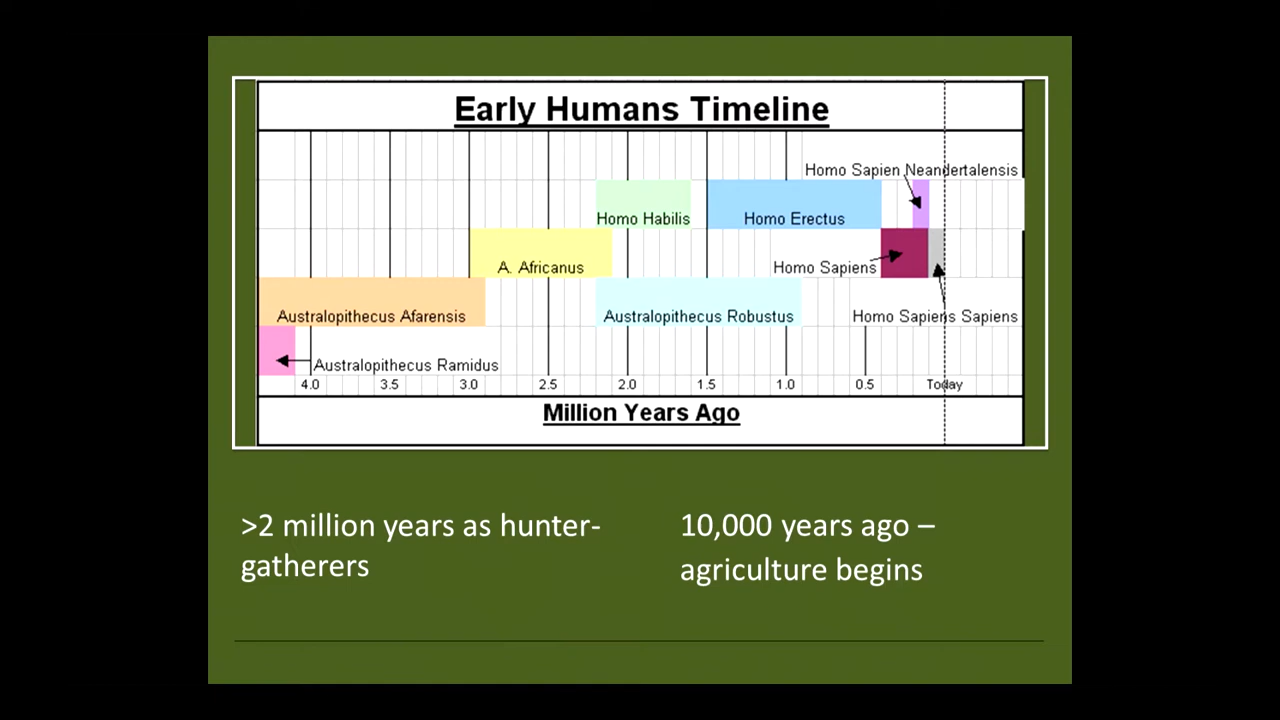 Early Humans Timeline
Homo Sapien Neandertalensis
Homo Habilis
Homo Erectus
A. Africanus
Homo Sapiens
Australopithecus Afarensis
Australopithecus Robustus
Homo Sapiens Sapiens
Australopithecus Ramidus
4.0 3.5 3.0 2.5 2.0 1.5 1.0 0.5 Today
Million Years Ago
>2 million years as hunter-
gatherers
10,000 years ago –
agriculture begins